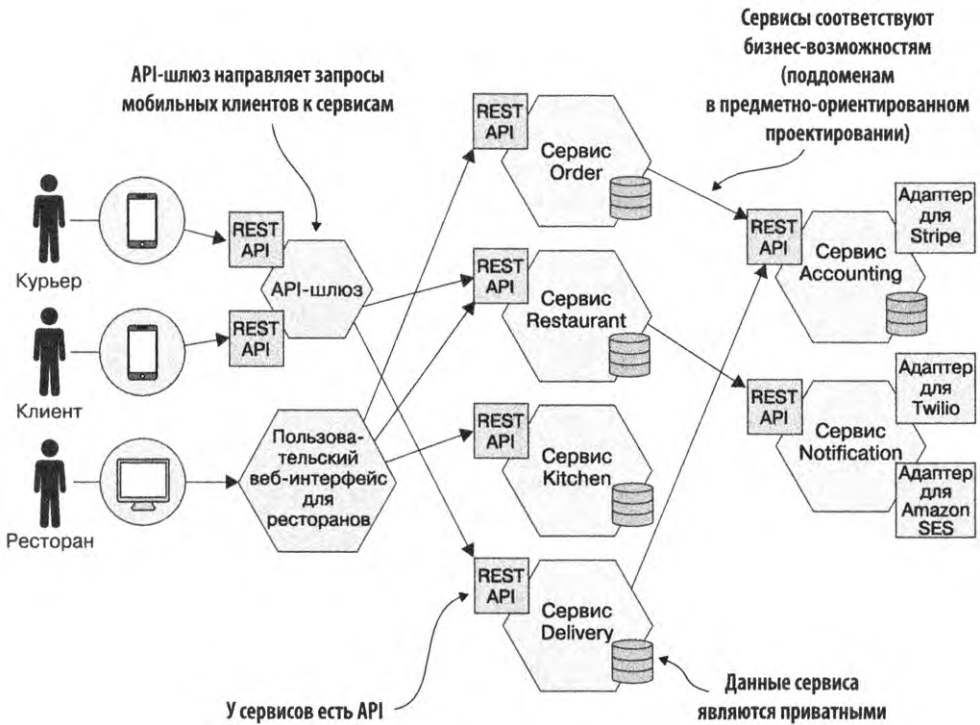 Сервисы соответствуют
бизнес-возможностям
(поддоменам
в предметно-ориентированном
проектировании)
API-шлюз направляет запросы
мобильных клиентов к сервисам
REST
API
Сервис
Order
Курьер
REST
API
API-шлюз
REST
API
Клиент
REST
API
Сервис
Restaurant
REST
API
Сервис
Accounting
Адаптер
для
Stripe
Ресторан
Пользова-
тельский
веб-интерфейс
для
ресторанов
REST
API
Сервис
Kitchen
REST
API
Сервис
Notification
Адаптер
для
Twilio
Адаптер
для
Amazon
SES
REST
API
Сервис
Delivery
У сервисов есть API
Данные сервиса
являются приватными